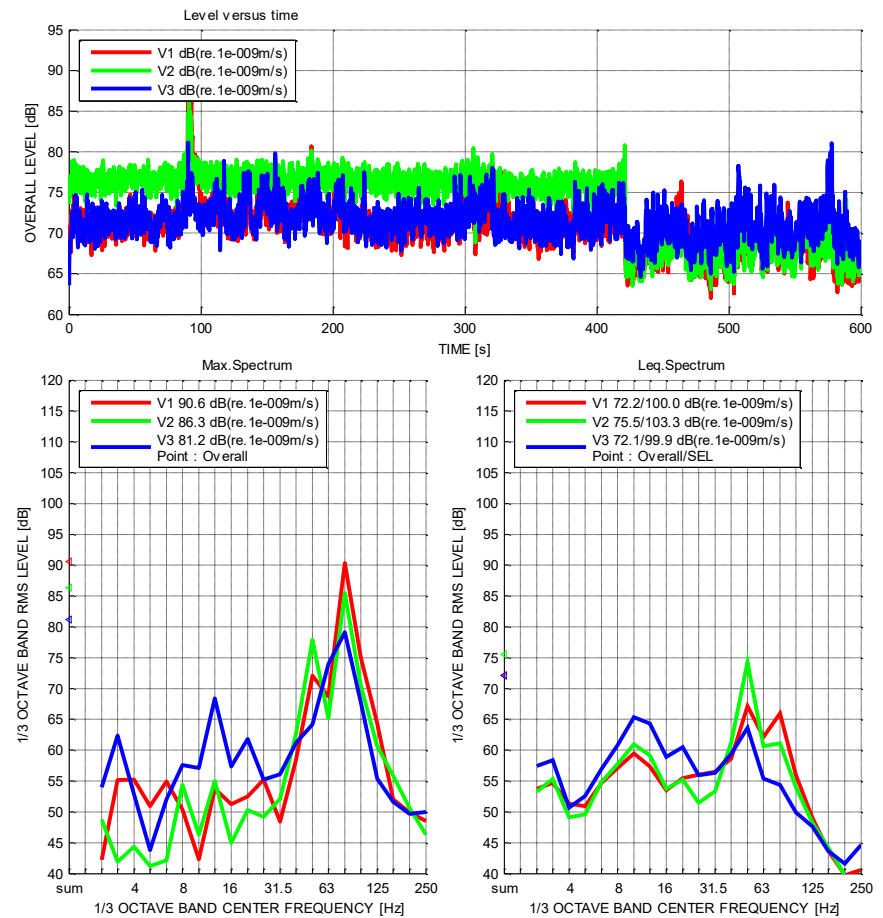 Level versus time
95
90
85
80
75
70
65
60
OVERALL LEVEL [dB]
V1 dB(re.1e-009m/s)
V2 dB(re.1e-009m/s)
V3 dB(re.1e-009m/s)
0 100 200 300 400 500 600
TIME [s]
Max.Spectrum
120
115
110
105
100
95
90
85
80
75
70
65
60
55
50
45
40
1/3 OCTAVE BAND RMS LEVEL [dB]
V1 90.6 dB(re.1e-009m/s)
V2 86.3 dB(re.1e-009m/s)
V3 81.2 dB(re.1e-009m/s)
Point : Overall
sum 4 8 16 31.5 63 125 250
1/3 OCTAVE BAND CENTER FREQUENCY [Hz]
Leq.Spectrum
120
115
110
105
100
95
90
85
80
75
70
65
60
55
50
45
40
1/3 OCTAVE BAND RMS LEVEL [dB]
V1 72.2/100.0 dB(re.1e-009m/s)
V2 75.5/103.3 dB(re.1e-009m/s)
V3 72.1/99.9 dB(re.1e-009m/s)
Point : Overall/SEL
sum 4 8 16 31.5 63 125 250
1/3 OCTAVE BAND CENTER FREQUENCY [Hz]